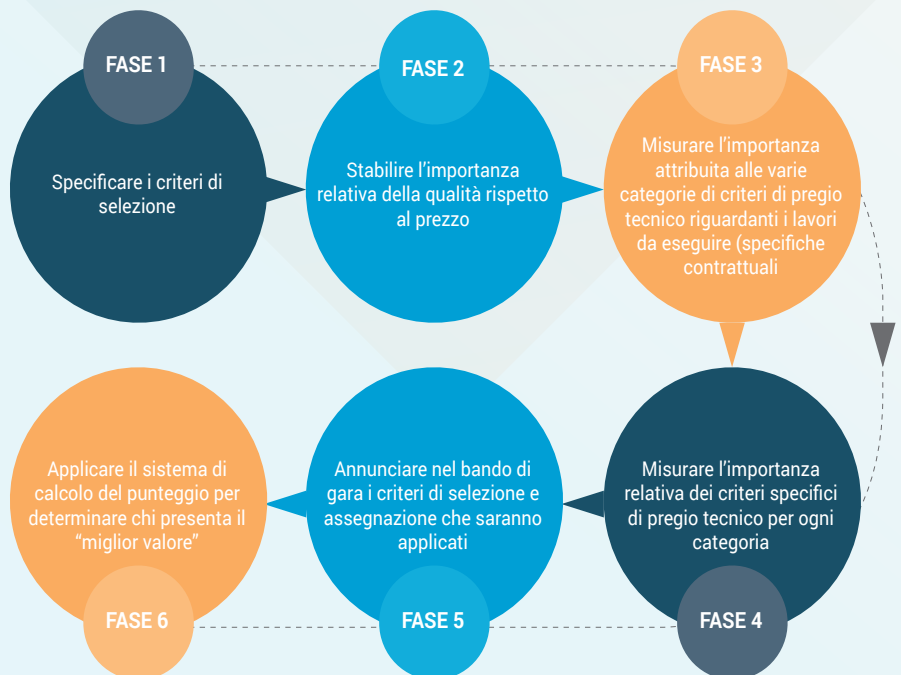 FASE 1
Specificare i criteri di
selezione
FASE 2
Stabilire l'importanza
relativa della qualità rispetto
al prezzo
FASE 3
Misurare l'importanza
attribuita alle varie
categorie di criteri di pregio
tecnico riguardanti i lavori
da eseguire (specifiche
contrattuali
Misurare l'importanza
relativa dei criteri specifici
di pregio tecnico per ogni
categoria
FASE 4
Annunciare nel bando di
gara i criteri di selezione e
assegnazione che saranno
applicati
FASE 5
Applicare il sistema di
calcolo del punteggio per
determinare chi presenta il
“miglior valore”
FASE 6